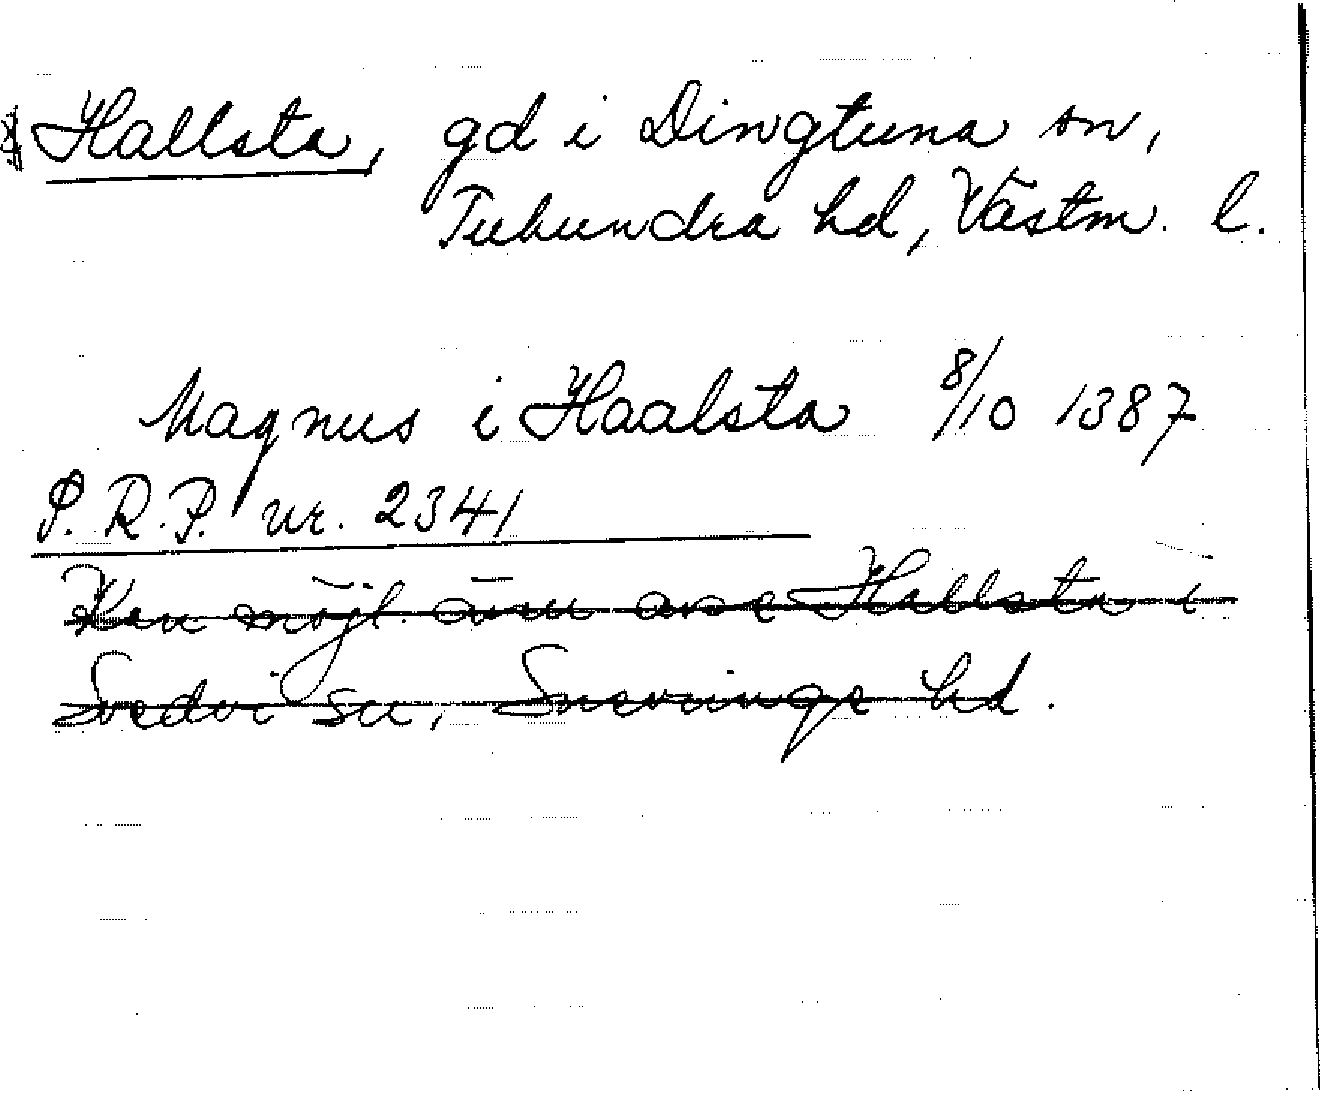 Hallsta, gd i Dingtuna sn,
Tuhundra hd, Västm. l.
Magnus i Haalsta 8/10 1387
P. R. P. nr. 2341
Kan möjl. även avse Hallsta i
Svedvi sn, Snevringe hd.